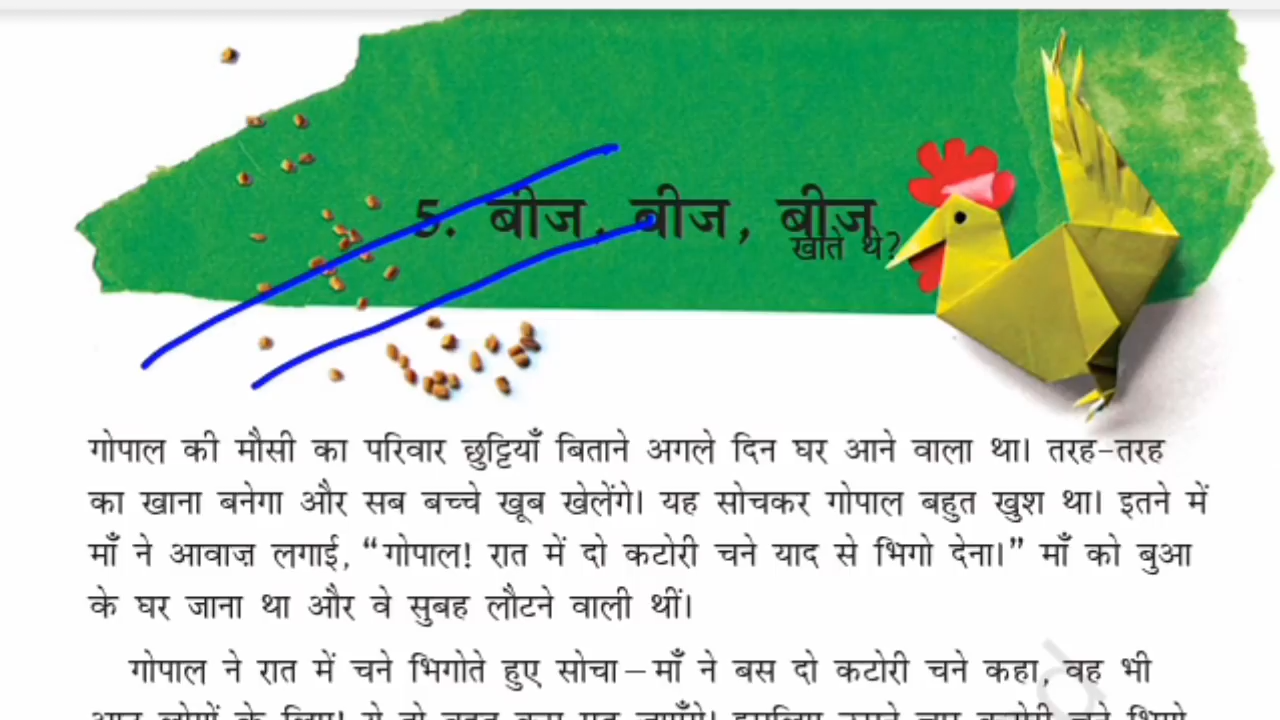 5. बीज, बीज, बीज
खाते थे?
गोपाल की मौसी का परिवार छुट्टियाँ बिताने अगले दिन घर आने वाला था। तरह-तरह
का खाना बनेगा और सब बच्चे खूब खेलेंगे। यह सोचकर गोपाल बहुत खुश था। इतने में
माँ ने आवाज़ लगाई, “गोपाल! रात में दो कटोरी चने याद से भिगो देना।” माँ को बुआ
के घर जाना था और वे सुबह लौटने वाली थीं।
गोपाल ने रात में चने भिगोते हुए सोचा – माँ ने बस दो कटोरी चने कहा, वह भी